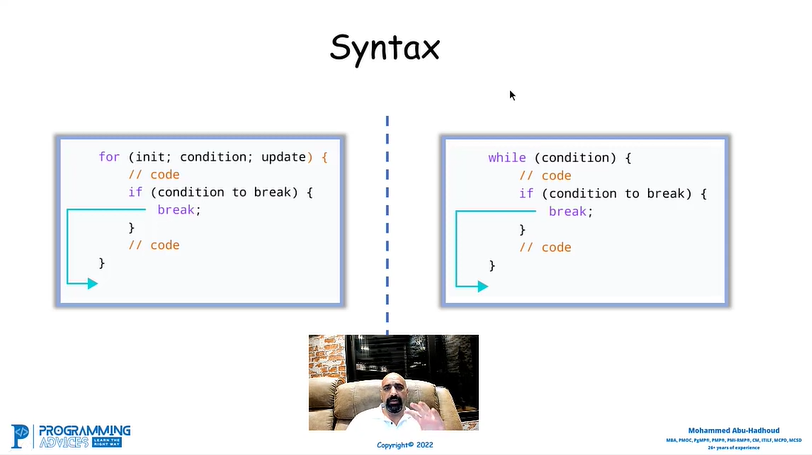 Syntax
for (init; condition; update) {
// code
if (condition to break) {
break;
}
// code
}
while (condition) {
// code
if (condition to break) {
break;
}
// code
}
PROGRAMMING
ADVICES LEARN THE RIGHT WAY
Copyright© 2022
Mohammed Abu-Hadhoud
MBA, PMOC, PgMP®, PMP®, PMI-RMP®, CM, ITILF, MCPD, MCSD
26+ years of experience